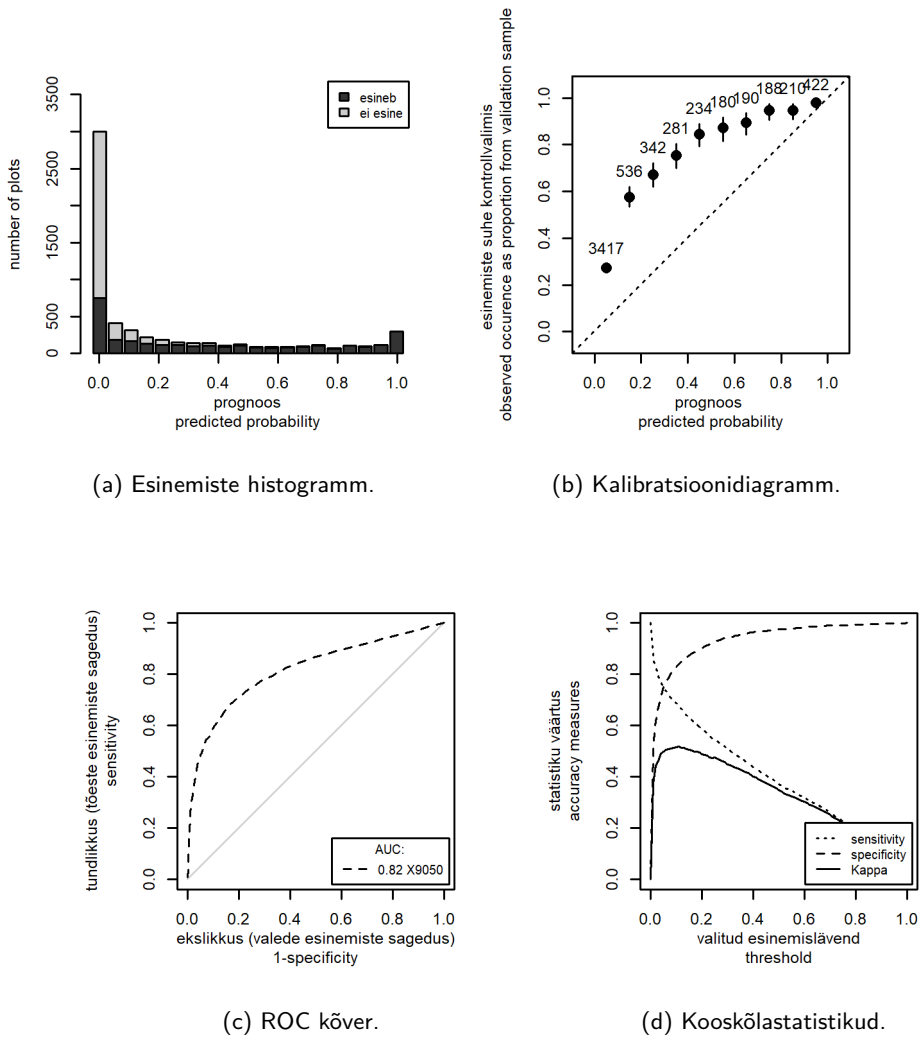 esineb
ei esine
number of plots
0
500
1500
2500
3500
0.0 0.2 0.4 0.6 0.8 1.0
prognoos
predicted probability
(a) Esinemiste histogramm.
esinemiste suhe kontrollvalimis
observed occurence as proportion from validation sample
0.0 0.2 0.4 0.6 0.8 1.0
3417
536
342
281
234
180
190
188
210
422
0.0 0.2 0.4 0.6 0.8 1.0
prognoos
predicted probability
(b) Kalibratsioonidiagramm.
tundlikkus (tõeste esinemiste sagedus)
sensitivity
0.0 0.2 0.4 0.6 0.8 1.0
AUC:
0.82 X9050
0.0 0.2 0.4 0.6 0.8 1.0
ekslikkus (valede esinemiste sagedus)
1-specificity
(c) ROC kõver.
statistiku väärtus
accuracy measures
0.0 0.2 0.4 0.6 0.8 1.0
sensitivity
specificity
Kappa
0.0 0.2 0.4 0.6 0.8 1.0
valitud esinemislävend
threshold
(d) Kooskõlastatistikud.